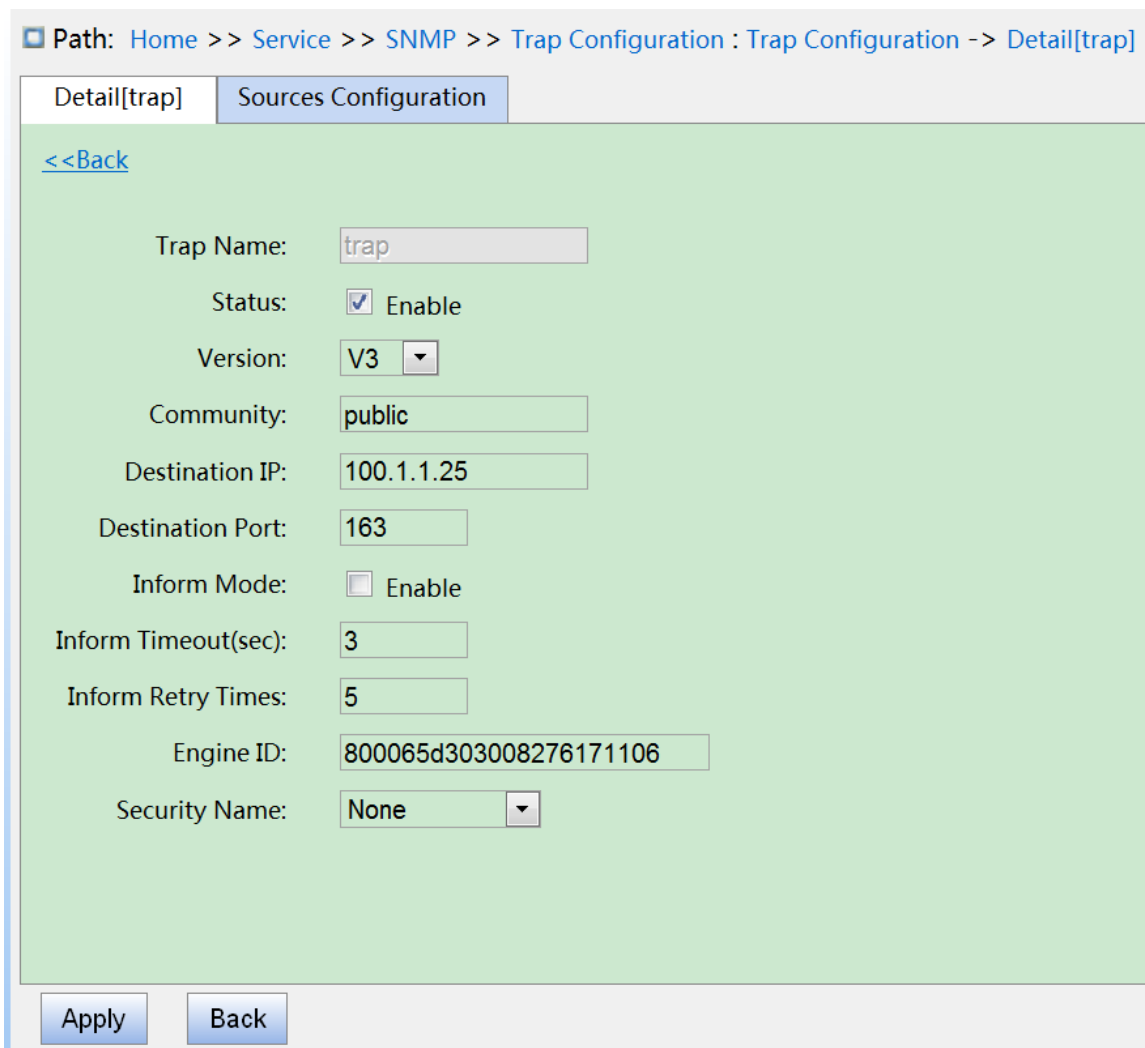 Path: Home >> Service >> SNMP >> Trap Configuration : Trap Configuration -> Detail[trap]
Detail[trap] Sources Configuration
<<Back
Trap Name: trap
Status: Enable
Version: V3
Community: public
Destination IP: 100.1.1.25
Destination Port: 163
Inform Mode: Enable
Inform Timeout(sec): 3
Inform Retry Times: 5
Engine ID: 800065d303008276171106
Security Name: None
Apply Back